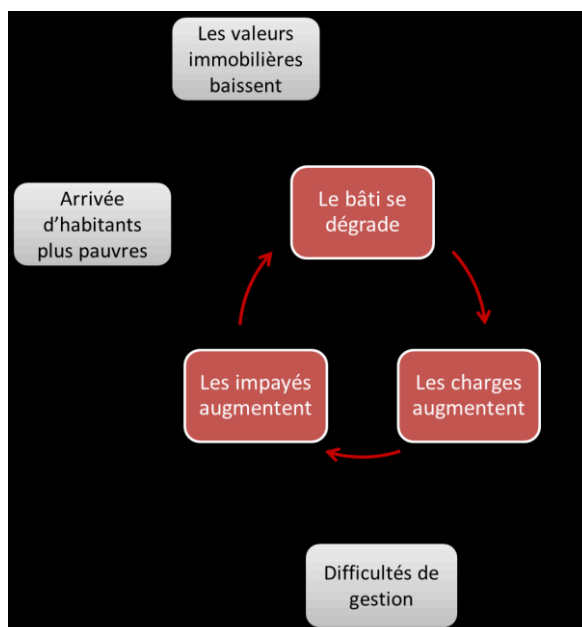 Les valeurs
immobilières
baissent
Arrivée
d'habitants
plus pauvres
Le bâti se
dégrade
Les impayés
augmentent
Les charges
augmentent
Difficultés de
gestion